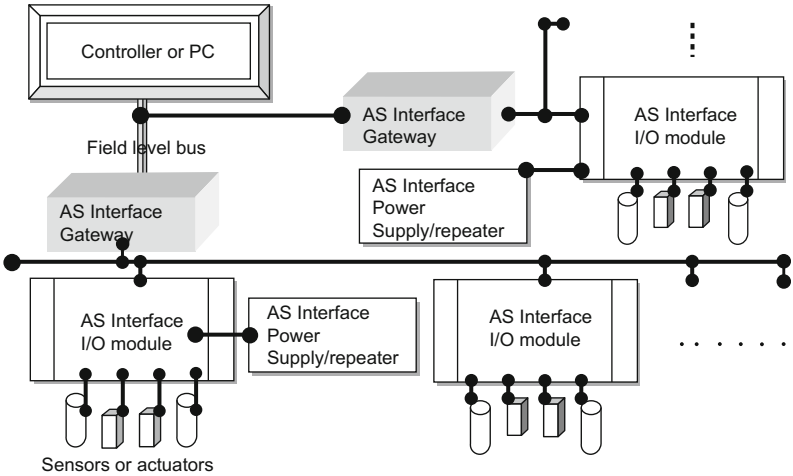 Controller or PC
AS Interface
Gateway
AS Interface
I/O module
Field level bus
AS Interface
Power
Supply/repeater
AS Interface
Gateway
AS Interface
I/O module
AS Interface
Power
Supply/repeater
AS Interface
I/O module
Sensors or actuators